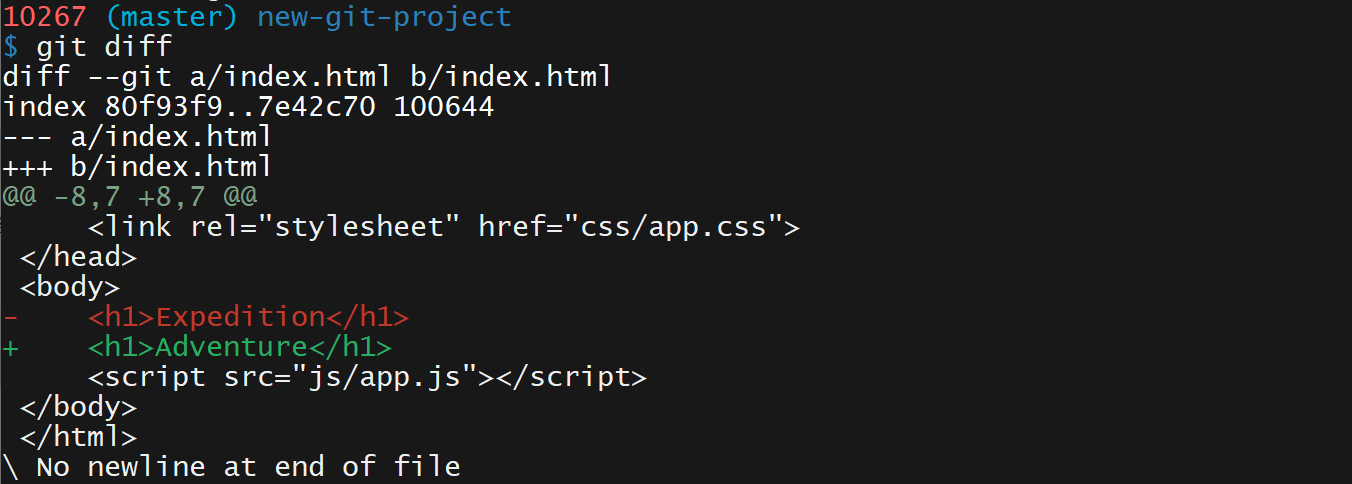 10267 (master) new-git-project
$ git diff
diff --git a/index.html b/index.html
index 80f93f9..7e42c70 100644
--- a/index.html
+++ b/index.html
@@ -8,7 +8,7 @@
     <link rel="stylesheet" href="css/app.css">
 </head>
 <body>
-    <h1>Expedition</h1>
+    <h1>Adventure</h1>
     <script src="js/app.js"></script>
 </body>
 </html>
\ No newline at end of file